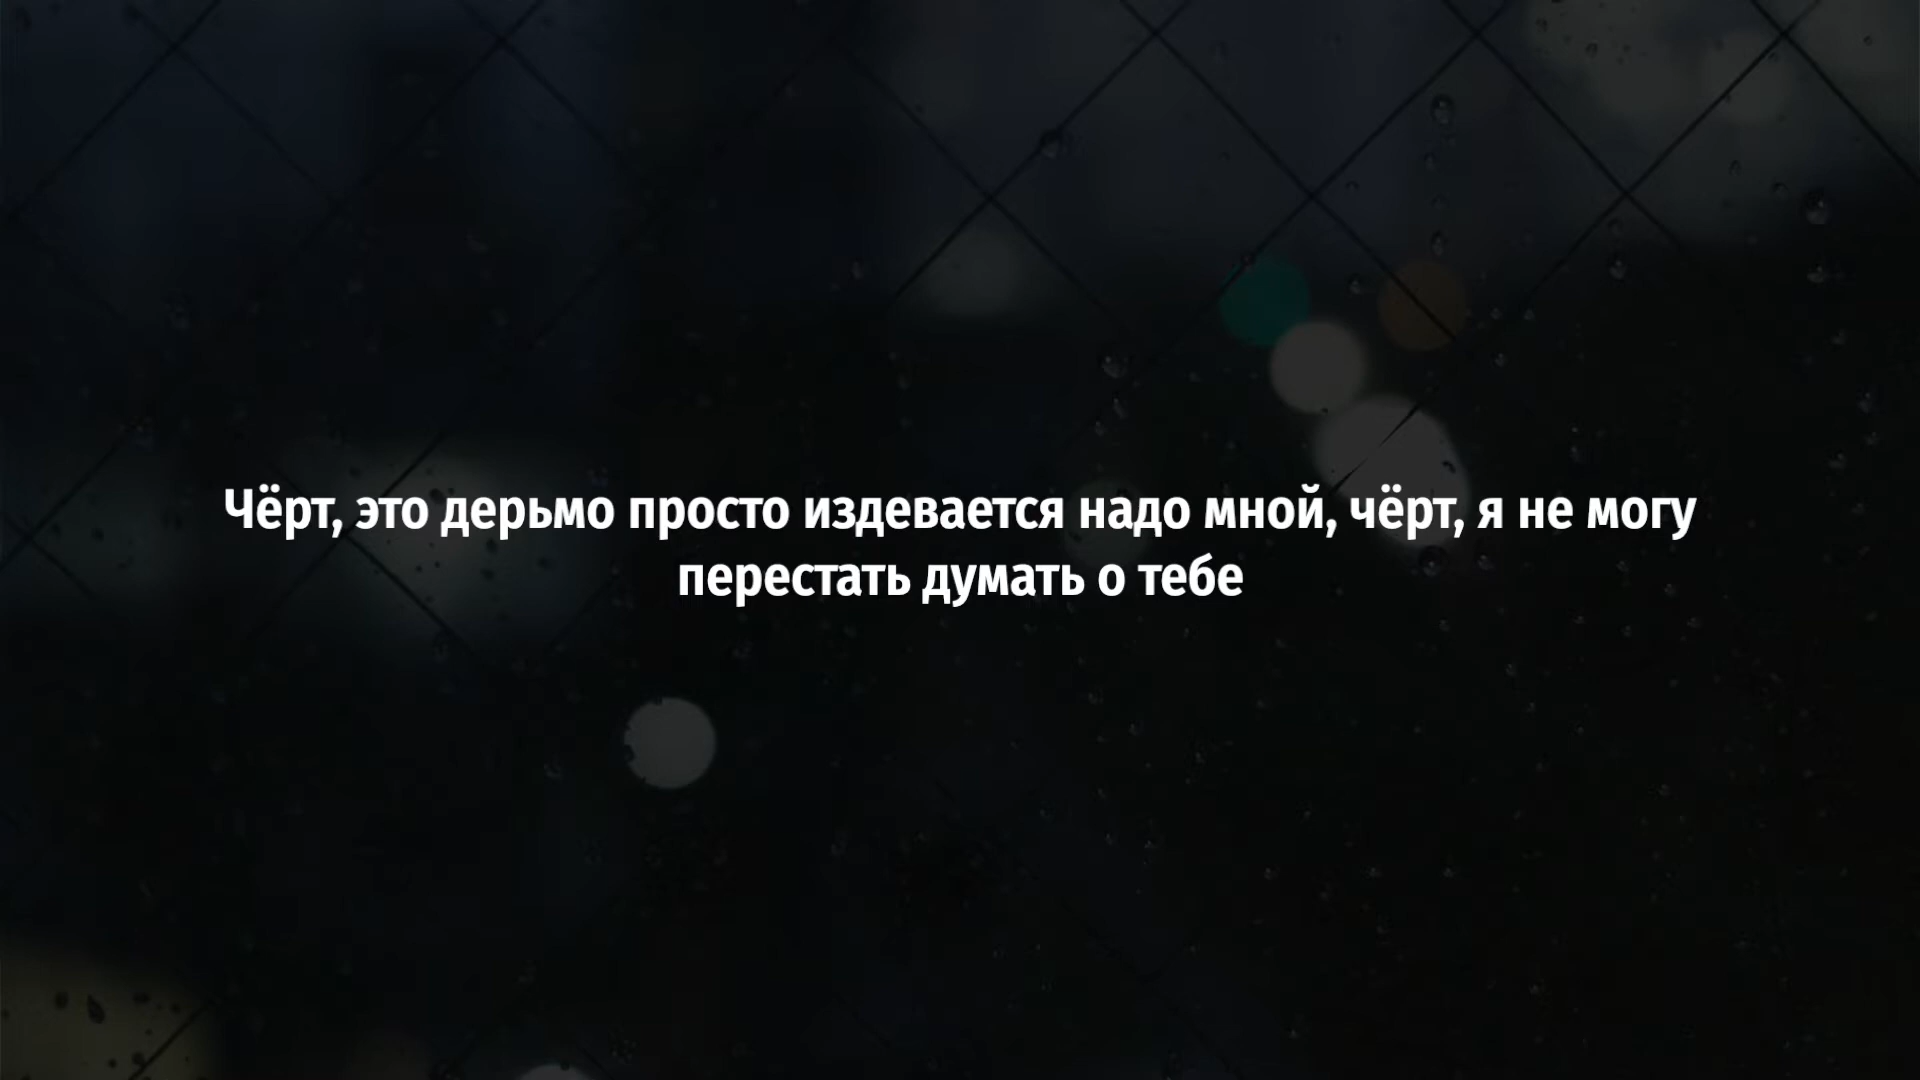 Чёрт, это дерьмо просто издевается надо мной, чёрт, я не могу
перестать думать о тебе